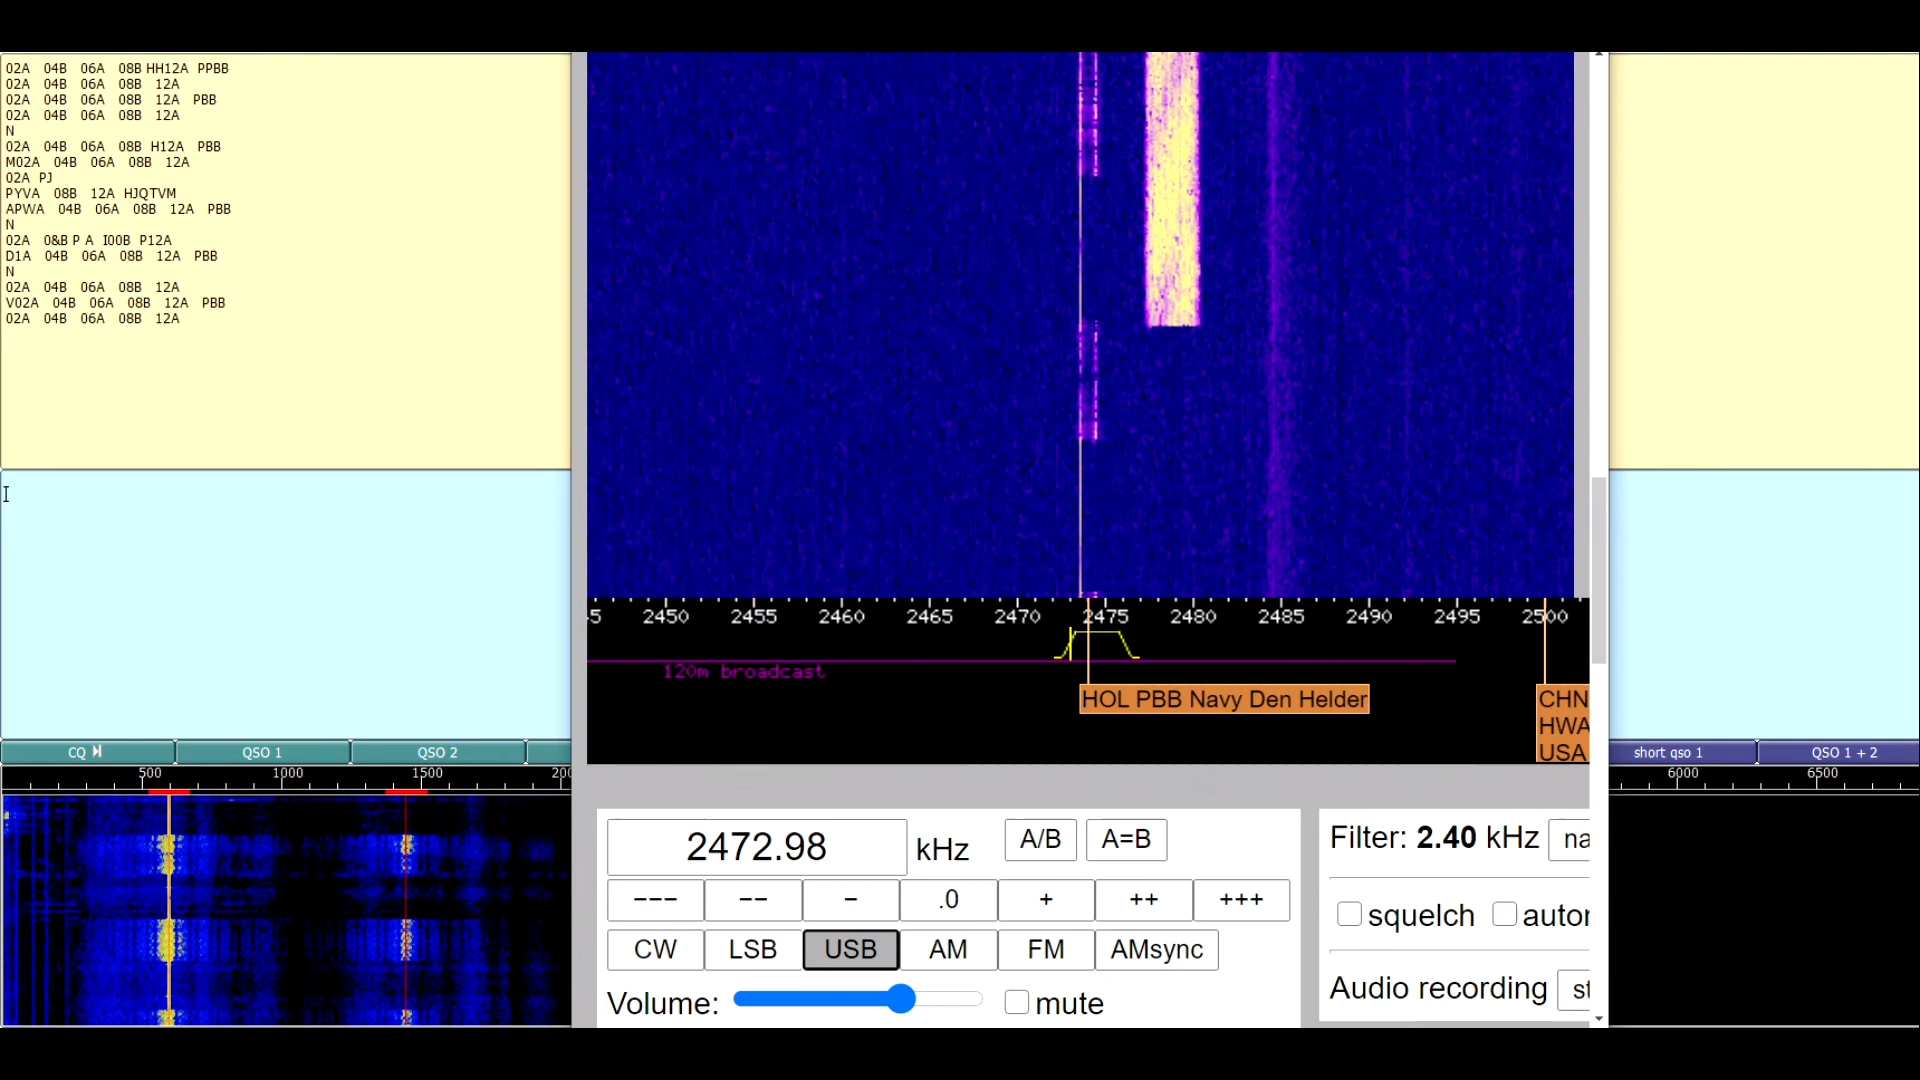 02A 04B 06A 08B HH12A PPBB
02A 04B 06A 08B 12A
02A 04B 06A 08B 12A PBB
02A 04B 06A 08B 12A
N
02A 04B 06A 08B H12A PBB
M02A 04B 06A 08B 12A
02A PJ
PYVA 08B 12A HJQTVM
APWA 04B 06A 08B 12A PBB
N
02A 0&B P A I00B P12A
D1A 04B 06A 08B 12A PBB
N
02A 04B 06A 08B 12A
V02A 04B 06A 08B 12A PBB
02A 04B 06A 08B 12A
CQ QSO 1 QSO 2
500 1000 1500 200
2450 2455 2460 2465 2470 2475 2480 2485 2490 2495 2500
120m broadcast
HOL PBB Navy Den Helder
CHN
HWA
USA
2472.98 kHz A/B A=B
--- -- - .0 + ++ +++
CW LSB USB AM FM AMsync
Volume: mute
Filter: 2.40 kHz na
squelch autor
Audio recording st
short qso 1 QSO 1 + 2
6000 6500